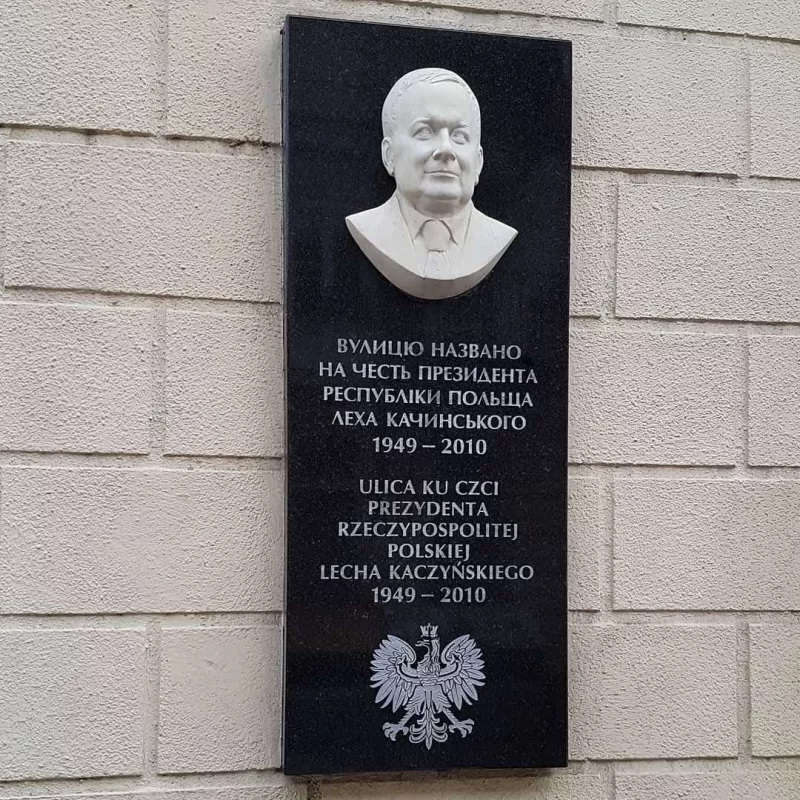 ВУЛИЦЮ НАЗВАНО
НА ЧЕСТЬ ПРЕЗИДЕНТА
РЕСПУБЛІКИ ПОЛЬЩА
ЛЕХА КАЧИНСЬКОГО
1949 – 2010
ULICA KU CZCI
PREZYDENTA
RZECZYPOSPOLITEJ
POLSKIEJ
LECHA KACZYŃSKIEGO
1949 – 2010